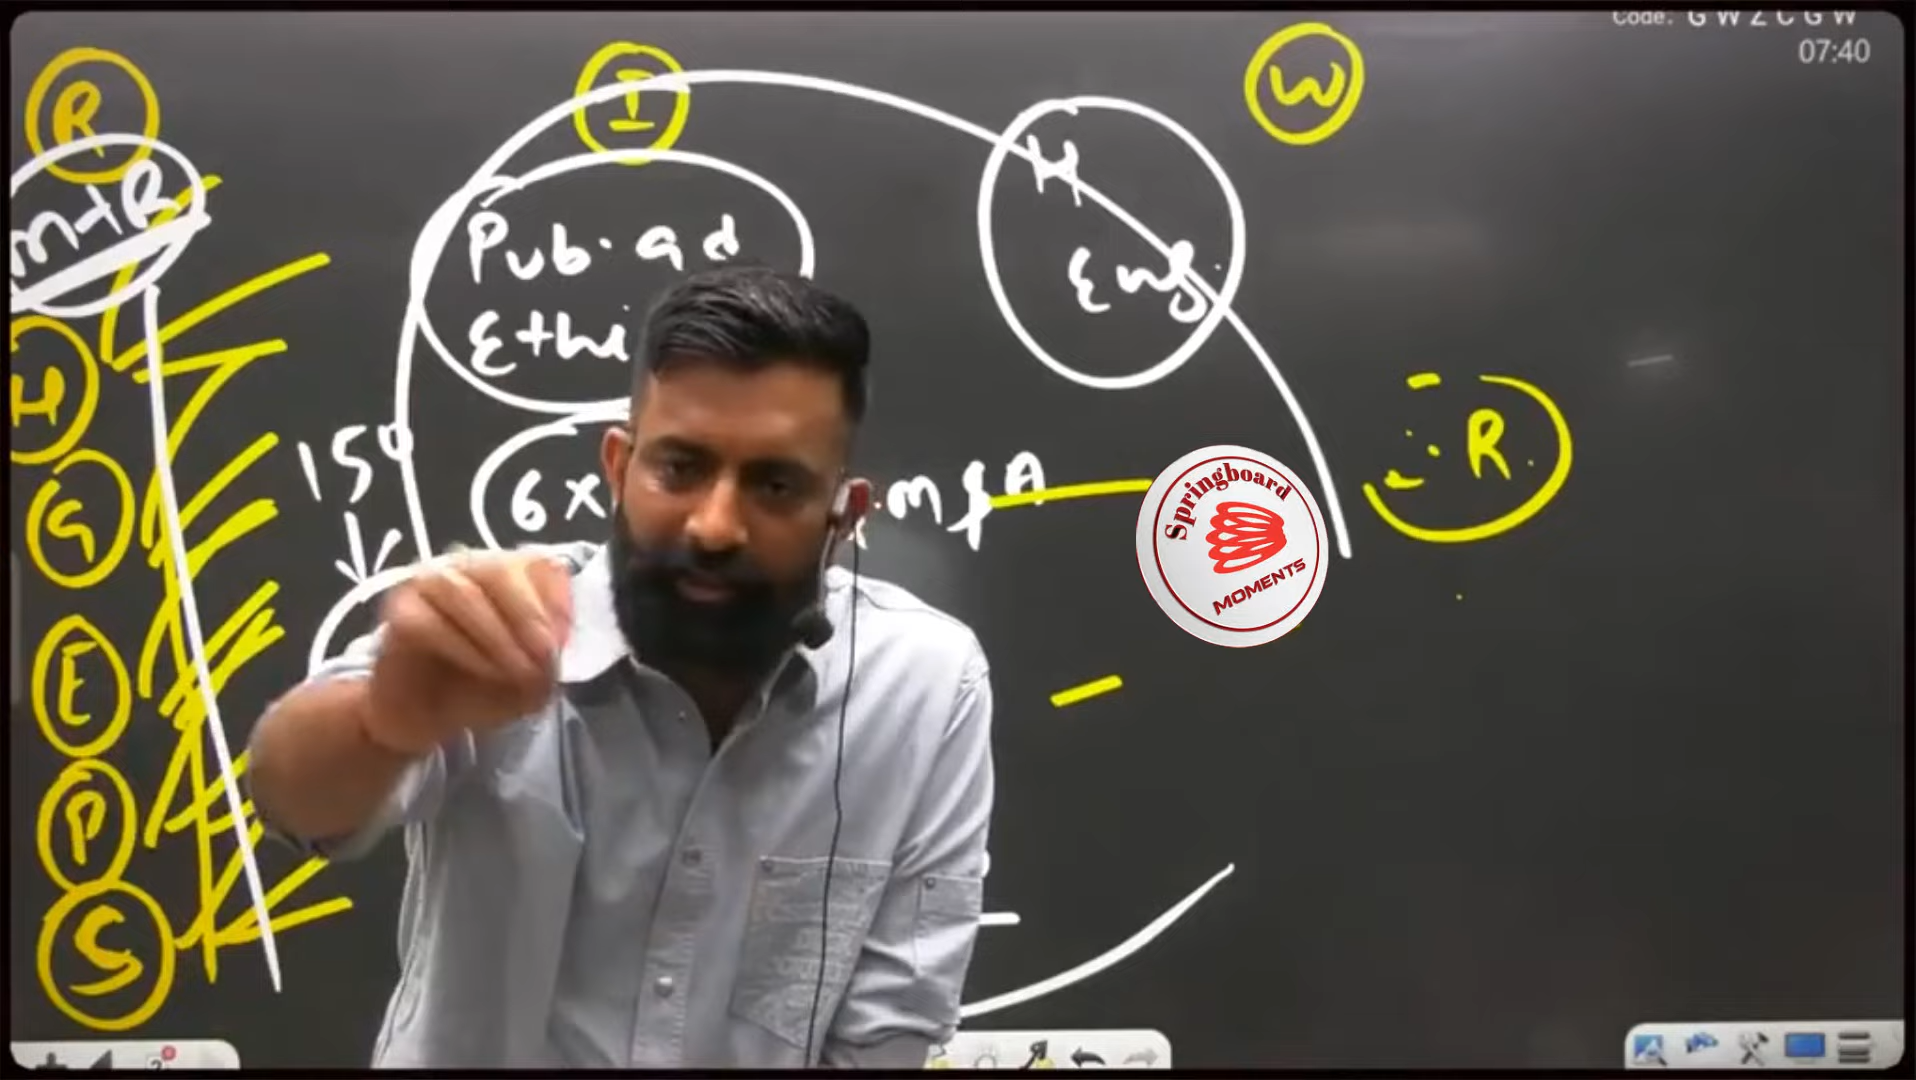 Code: G W Z C G W
07:40
R
I
W
m+R
H
Eng.
Pub. ad
Ethi
H
150
6x
.m&A
R.
G
Springboard
MOMENTS
E
P
S